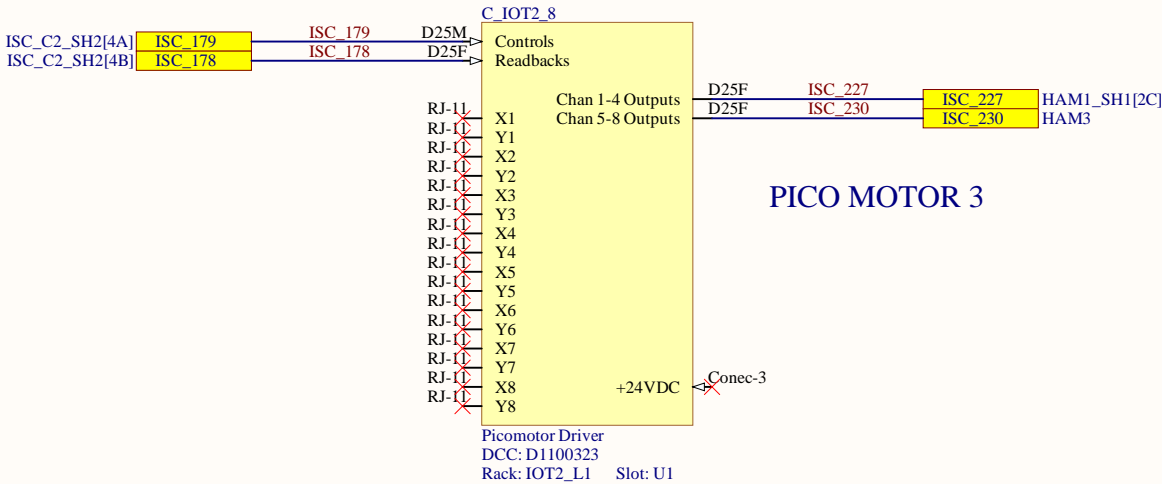 C_IOT2_8
ISC_C2_SH2[4A] ISC_179 ISC_179 D25M Controls
ISC_C2_SH2[4B] ISC_178 ISC_178 D25F Readbacks
Chan 1-4 Outputs D25F ISC_227 ISC_227 HAM1_SH1[2C]
Chan 5-8 Outputs D25F ISC_230 ISC_230 HAM3
RJ-11 X1
RJ-11 Y1
RJ-11 X2
RJ-11 Y2
RJ-11 X3
RJ-11 Y3
RJ-11 X4
RJ-11 Y4
RJ-11 X5
RJ-11 Y5
RJ-11 X6
RJ-11 Y6
RJ-11 X7
RJ-11 Y7
RJ-11 X8
RJ-11 Y8
PICO MOTOR 3
+24VDC Conec-3
Picomotor Driver
DCC: D1100323
Rack: IOT2_L1 Slot: U1